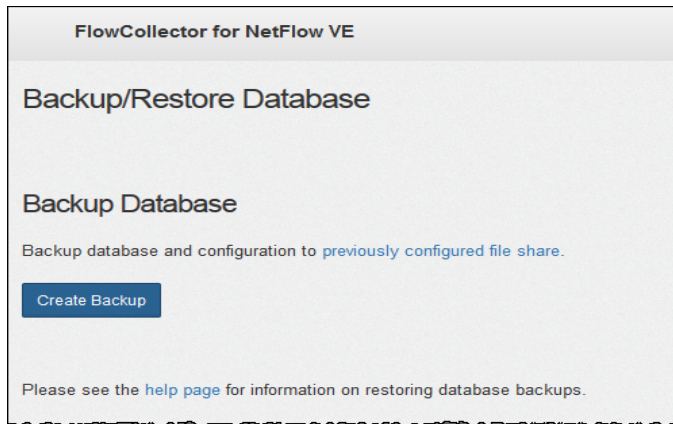 FlowCollector for NetFlow VE
Backup/Restore Database
Backup Database
Backup database and configuration to previously configured file share.
Create Backup
Please see the help page for information on restoring database backups.